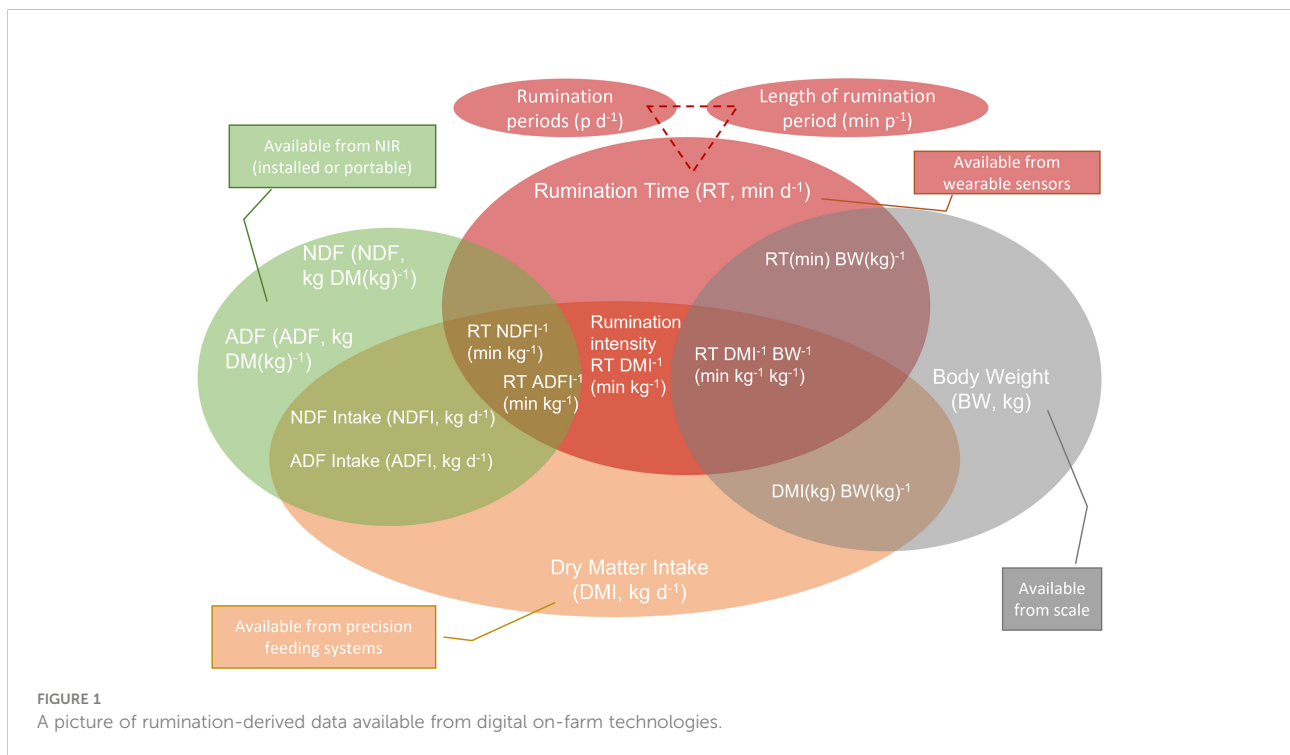 Rumination
periods (p d⁻¹)
Length of rumination
period (min p⁻¹)
Available from NIR
(installed or portable)
Available from
wearable sensors
Rumination Time (RT, min d⁻¹)
NDF (NDF,
kg DM(kg)⁻¹)
RT(min) BW(kg)⁻¹
ADF (ADF, kg
DM(kg)⁻¹)
RT NDFI⁻¹
(min kg⁻¹)
RT ADFI⁻¹
(min kg⁻¹)
Rumination
intensity
RT DMI⁻¹
(min kg⁻¹)
RT DMI⁻¹ BW⁻¹
(min kg⁻¹ kg⁻¹)
Body Weight
(BW, kg)
NDF Intake (NDFI, kg d⁻¹)
ADF Intake (ADFI, kg d⁻¹)
DMI(kg) BW(kg)⁻¹
Dry Matter Intake
(DMI, kg d⁻¹)
Available
from scale
Available from precision
feeding systems
FIGURE 1
A picture of rumination-derived data available from digital on-farm technologies.